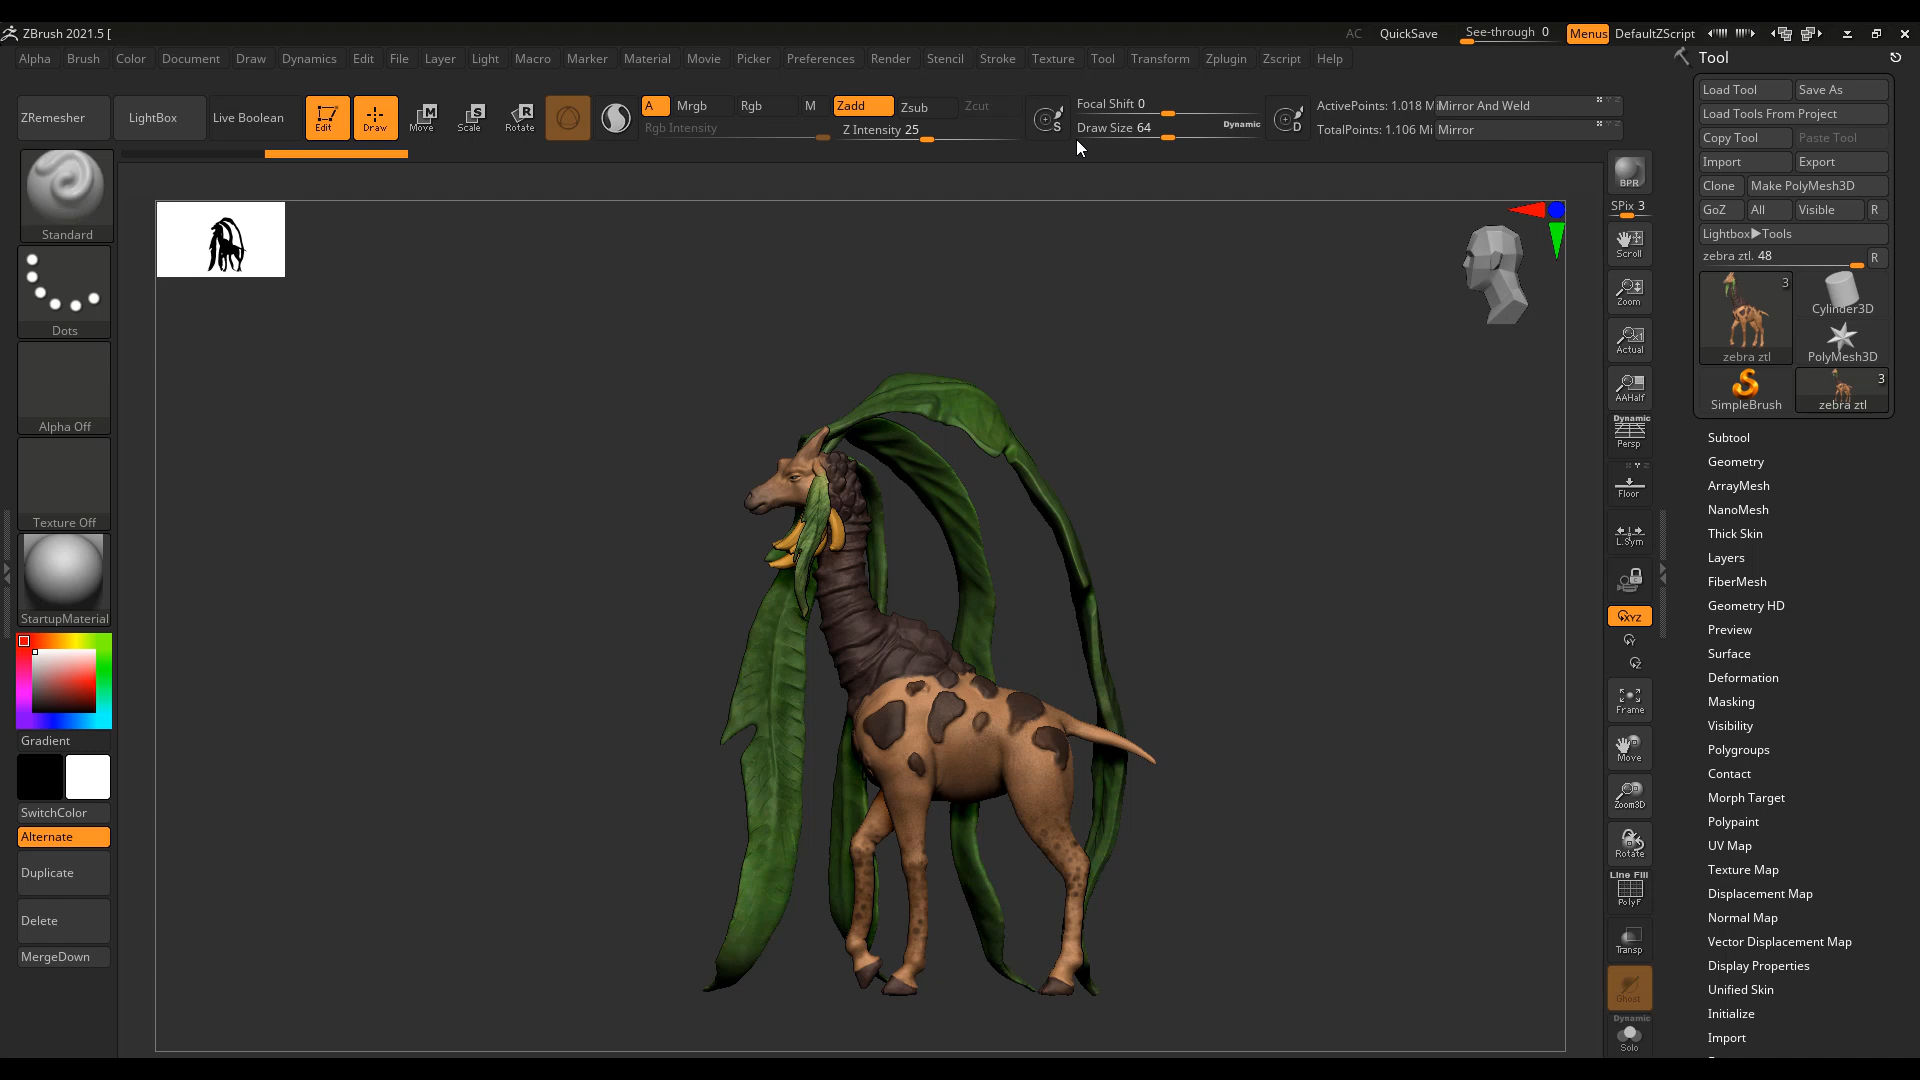 ZBrush 2021.5 [
AC QuickSave See-through 0 Menus DefaultZScript
Alpha Brush Color Document Draw Dynamics Edit File Layer Light Macro Marker Material Movie Picker Preferences Render Stencil Stroke Texture Tool Transform Zplugin Zscript Help
Tool
ZRemesher LightBox Live Boolean Edit Draw Move Scale Rotate
M S R
A Mrgb Rgb M Zadd Zsub Zcut
Rgb Intensity Z Intensity 25
S Focal Shift 0
Draw Size 64 Dynamic
D ActivePoints: 1.018 Mi Mirror And Weld
TotalPoints: 1.106 Mi Mirror
Standard
Dots
Alpha Off
Texture Off
StartupMaterial
Gradient
SwitchColor
Alternate
Duplicate
Delete
MergeDown
BPR
SPix 3
Scroll
Zoom
Actual
AAHalf
Dynamic
Persp
Floor
L.Sym
XYZ
Y
Z
Frame
Move
Zoom3D
Rotate
Line Fill
PolyF
Transp
Ghost
Dynamic
Solo
Load Tool Save As
Load Tools From Project
Copy Tool Paste Tool
Import Export
Clone Make PolyMesh3D
GoZ All Visible R
Lightbox▶Tools
zebra ztl. 48 R
3
Cylinder3D
zebra ztl PolyMesh3D
3
SimpleBrush zebra ztl
Subtool
Geometry
ArrayMesh
NanoMesh
Thick Skin
Layers
FiberMesh
Geometry HD
Preview
Surface
Deformation
Masking
Visibility
Polygroups
Contact
Morph Target
Polypaint
UV Map
Texture Map
Displacement Map
Normal Map
Vector Displacement Map
Display Properties
Unified Skin
Initialize
Import